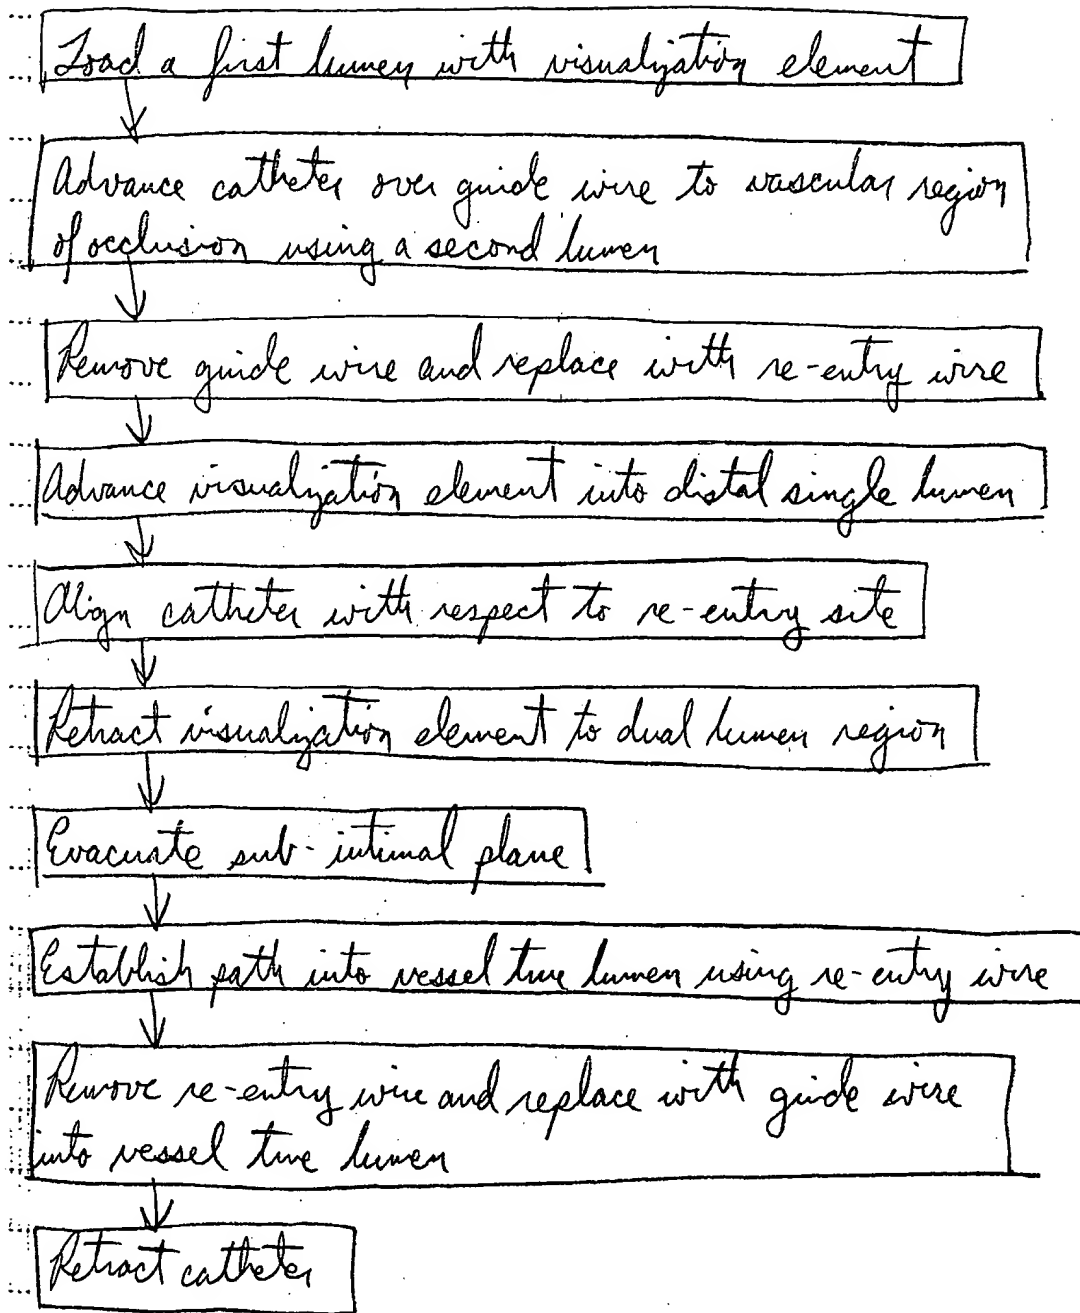 Load a first lumen with visualization element
Advance catheter over guide wire to vascular region
of occlusion using a second lumen
Remove guide wire and replace with re-entry wire
Advance visualization element into distal single lumen
Align catheter with respect to re-entry site
Retract visualization element to dual lumen region
Evacuate sub-intimal plane
Establish path into vessel true lumen using re-entry wire
Remove re-entry wire and replace with guide wire
into vessel true lumen
Retract catheter